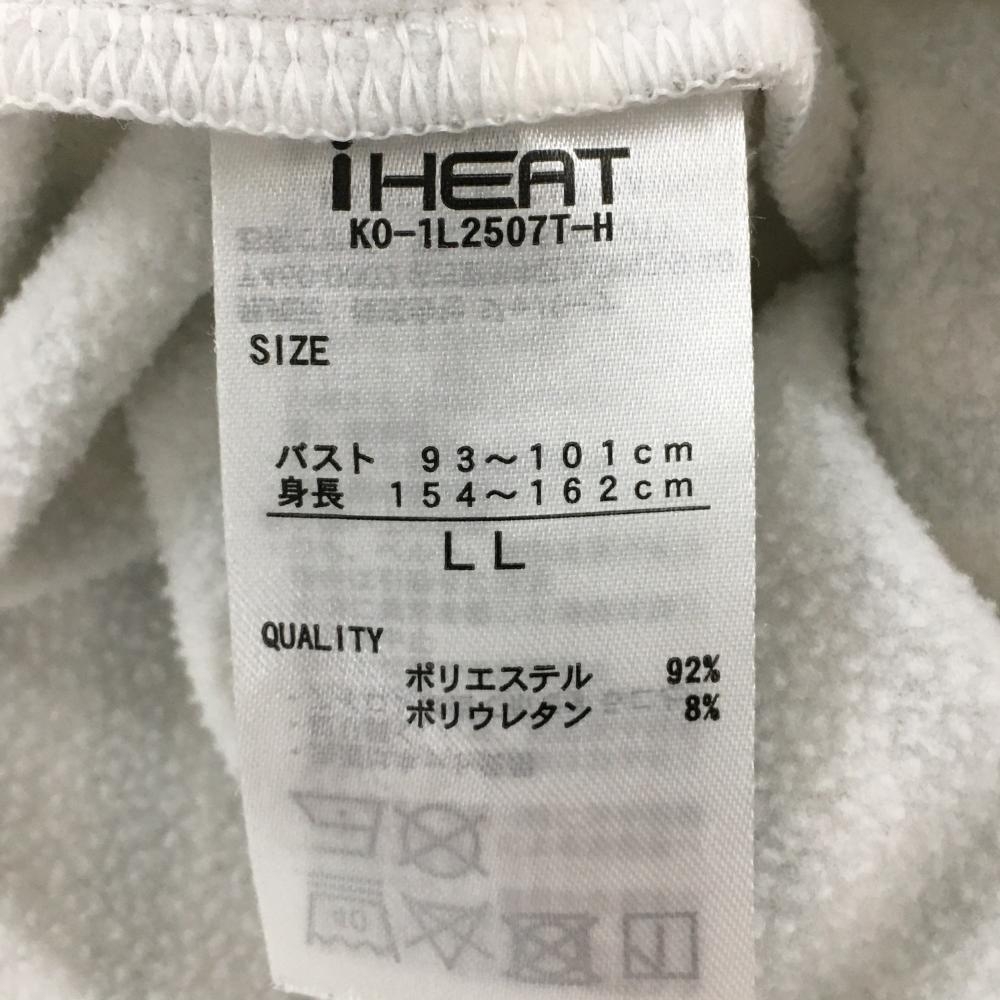 iHEAT
KO-1L2507T-H
SIZE
バスト 93～101cm
身長 154～162cm
LL
QUALITY
ポリエステル 92%
ポリウレタン 8%